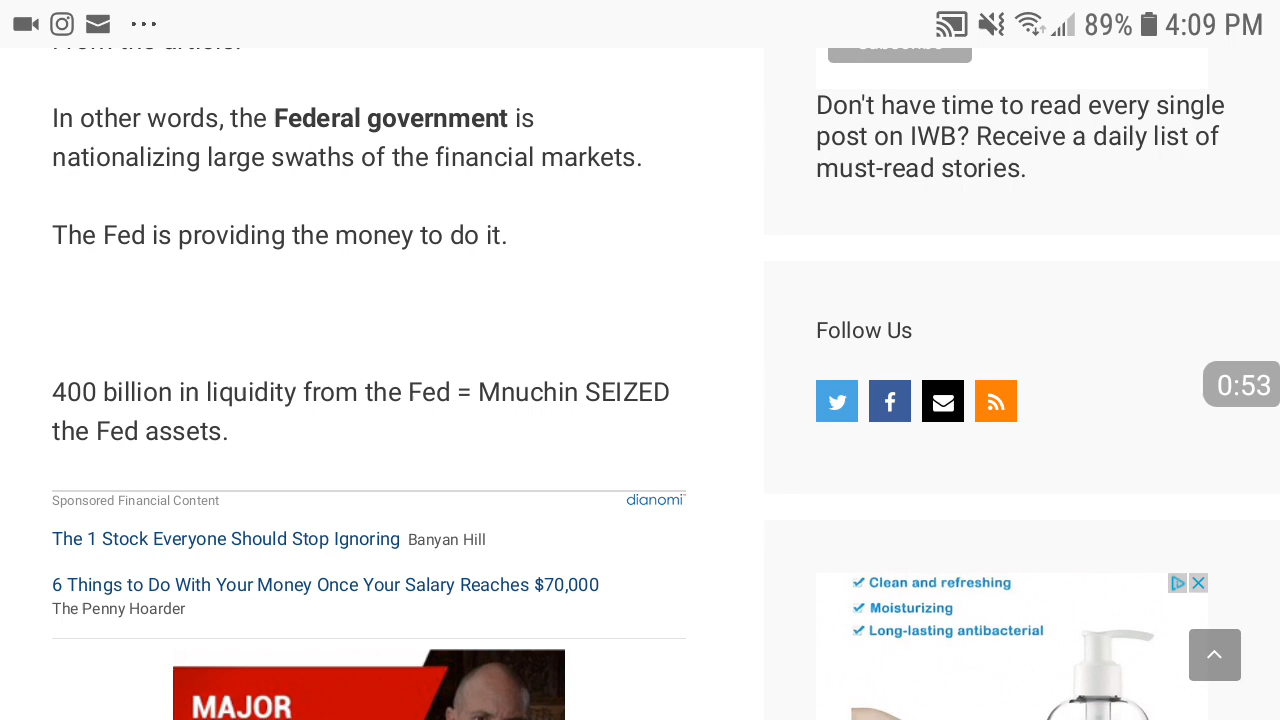 89% 4:09 PM
From the article:
In other words, the Federal government is
nationalizing large swaths of the financial markets.
The Fed is providing the money to do it.
400 billion in liquidity from the Fed = Mnuchin SEIZED
the Fed assets.
Sponsored Financial Content
dianomi
The 1 Stock Everyone Should Stop Ignoring Banyan Hill
6 Things to Do With Your Money Once Your Salary Reaches $70,000
The Penny Hoarder
MAJOR
Subscribe
Don't have time to read every single
post on IWB? Receive a daily list of
must-read stories.
Follow Us
0:53
Clean and refreshing
Moisturizing
Long-lasting antibacterial